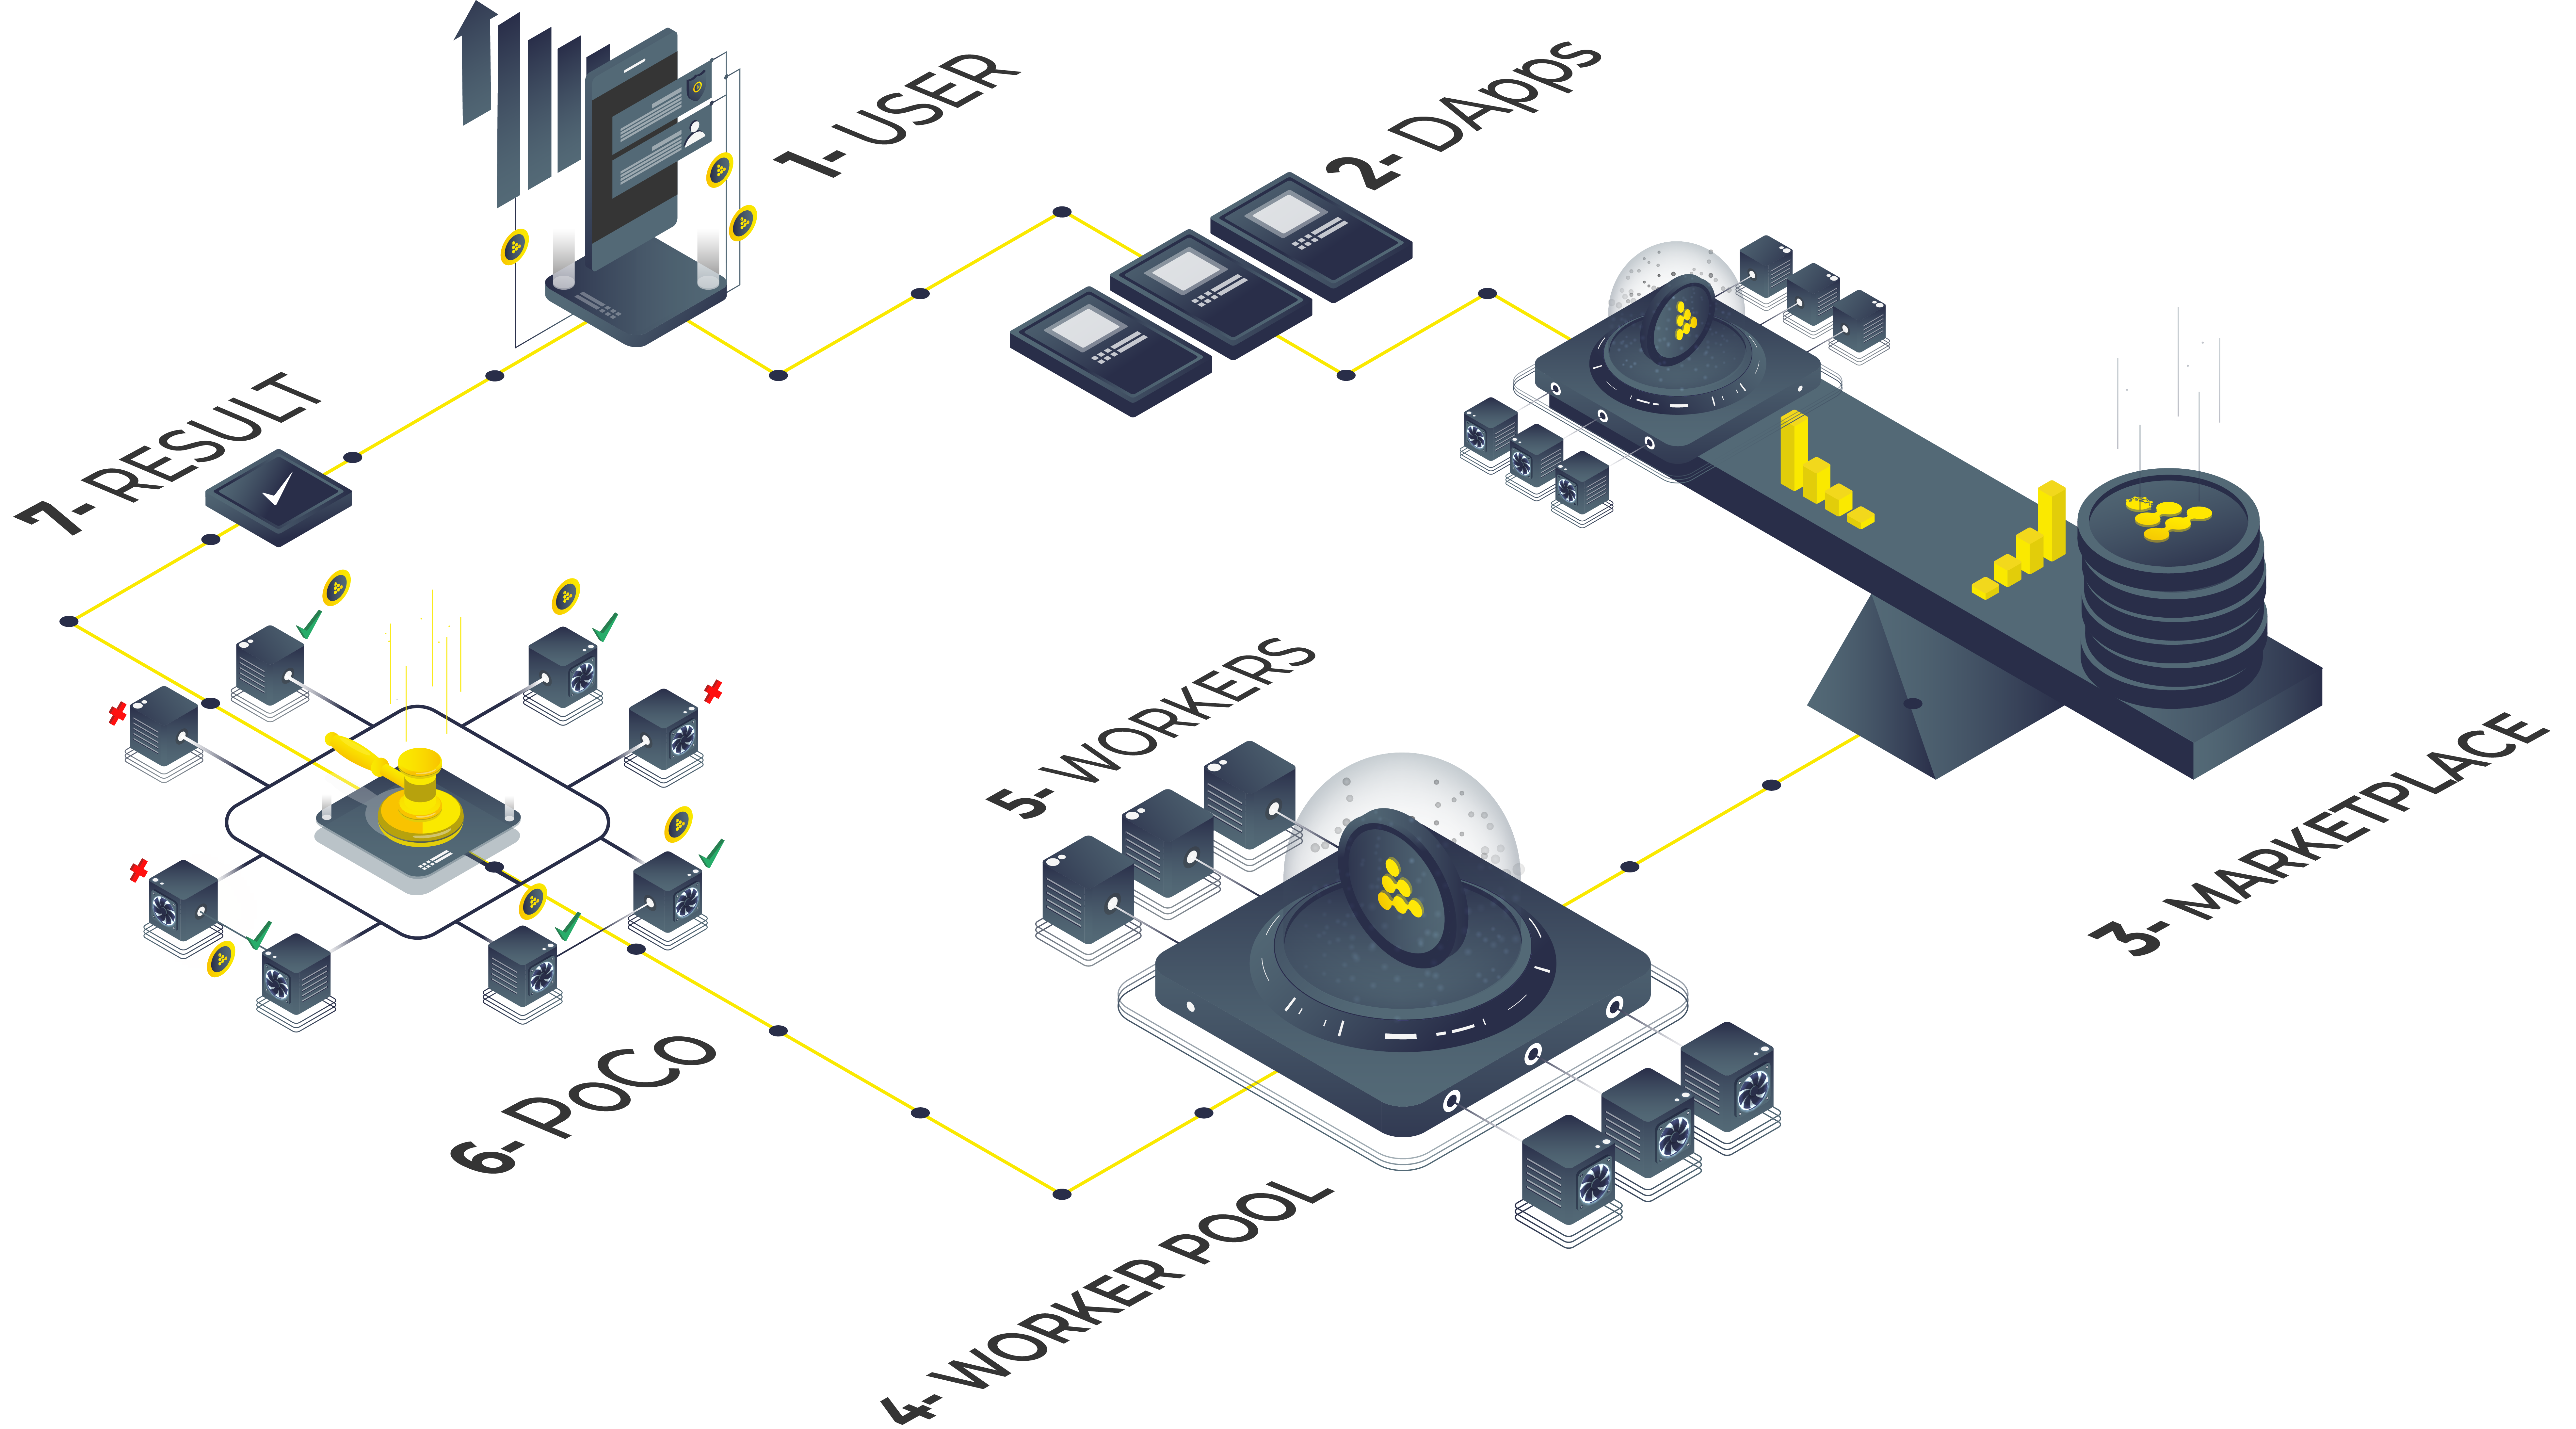 1- USER
2- DApps
3- MARKETPLACE
4- WORKER POOL
5- WORKERS
6- PoCo
7- RESULT